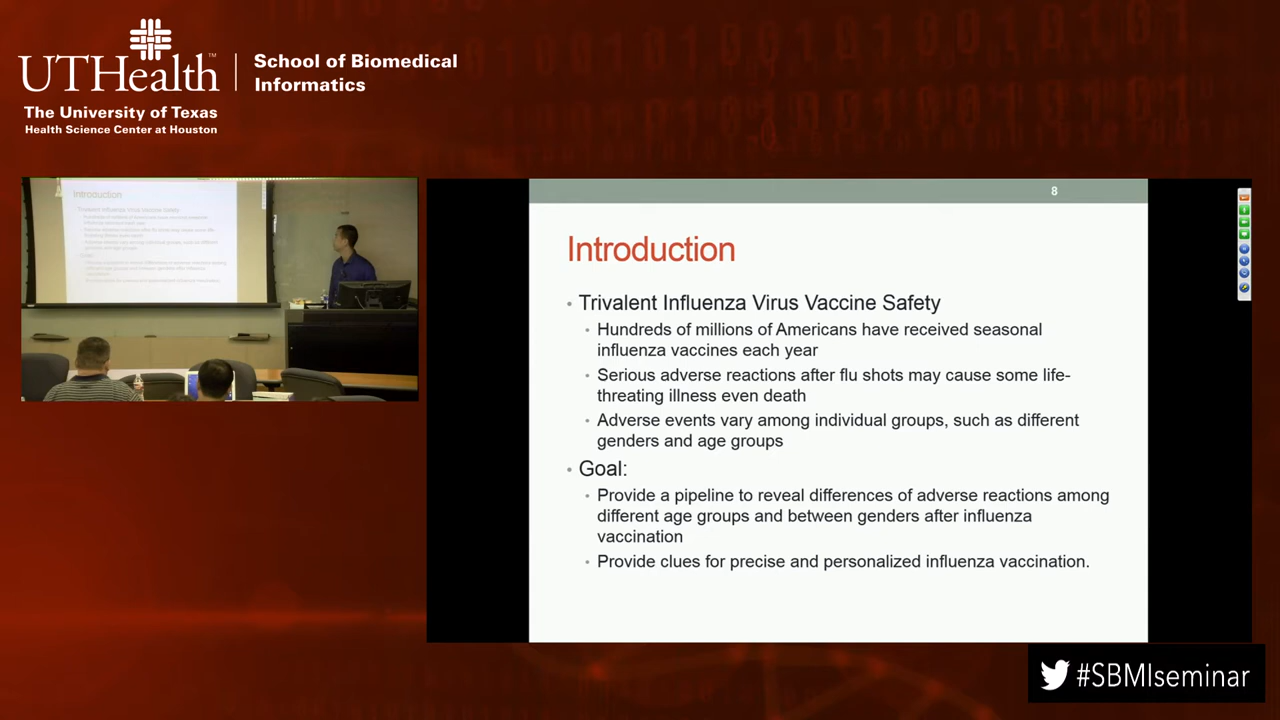 UTHealth™
The University of Texas
Health Science Center at Houston
School of Biomedical
Informatics
Introduction
8
Introduction
• Trivalent Influenza Virus Vaccine Safety
• Hundreds of millions of Americans have received seasonal
influenza vaccines each year
• Serious adverse reactions after flu shots may cause some life-
threating illness even death
• Adverse events vary among individual groups, such as different
genders and age groups
• Goal:
• Provide a pipeline to reveal differences of adverse reactions among
different age groups and between genders after influenza
vaccination
• Provide clues for precise and personalized influenza vaccination.
#SBMIseminar